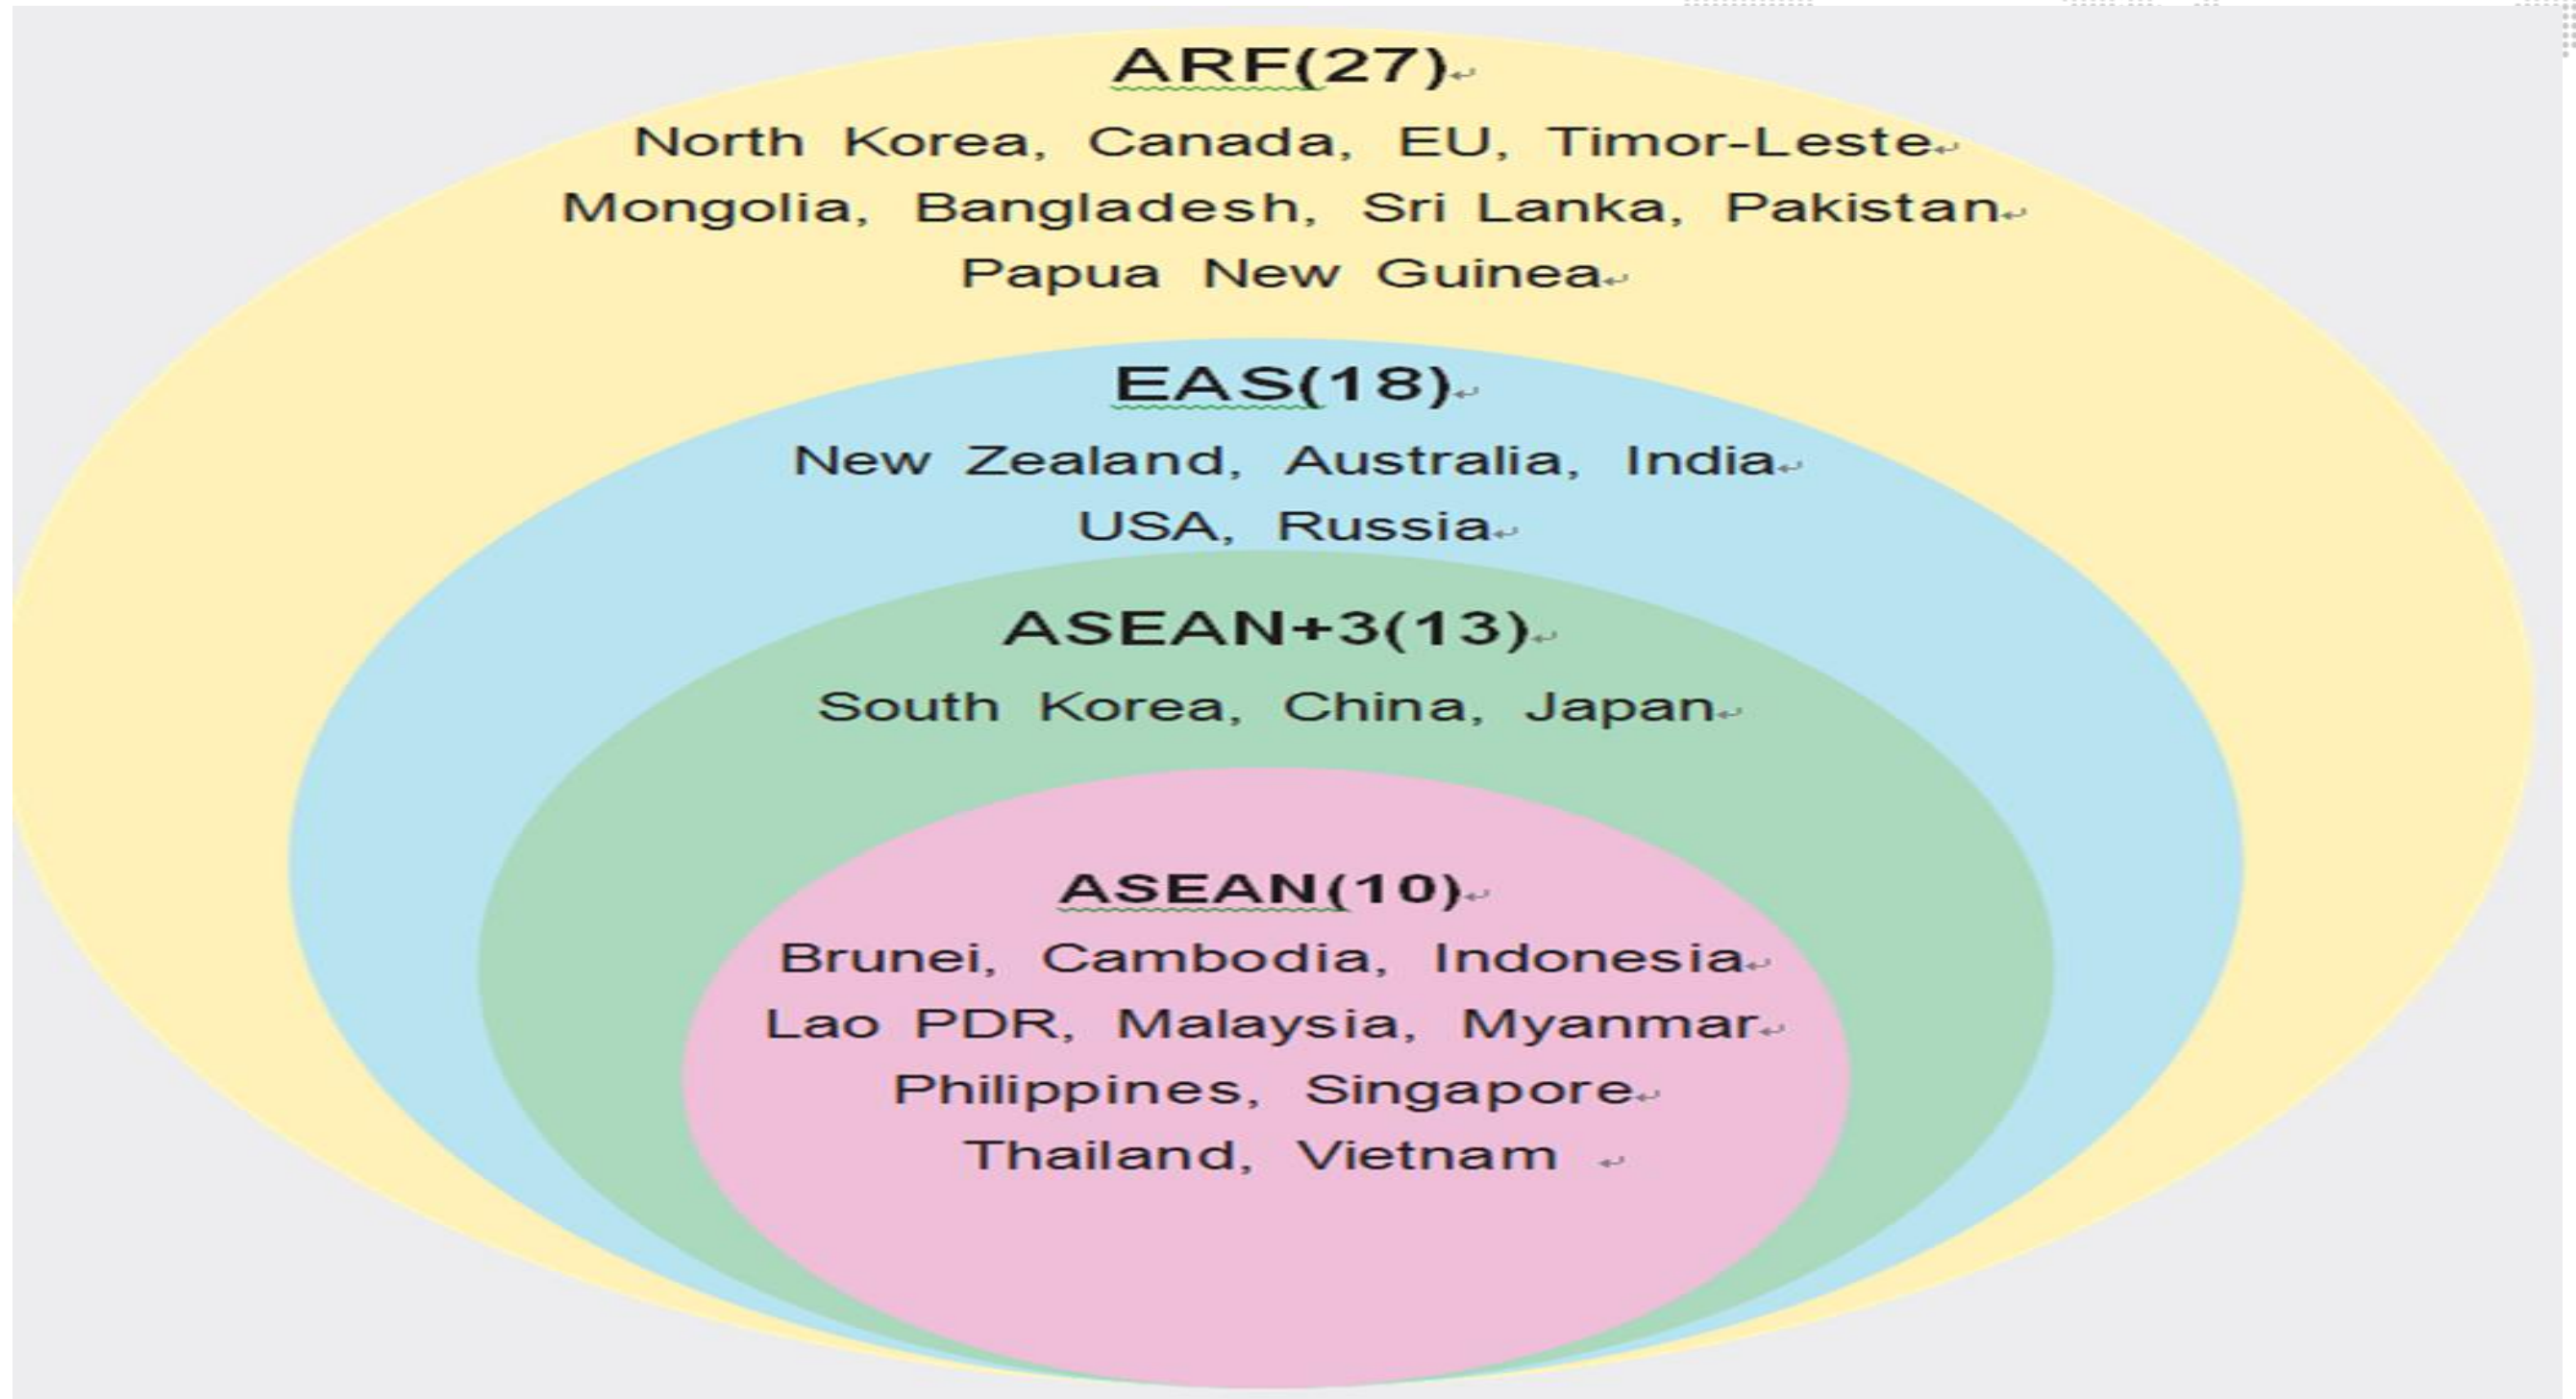 ARF(27)
North Korea, Canada, EU, Timor-Leste
Mongolia, Bangladesh, Sri Lanka, Pakistan
Papua New Guinea
EAS(18)
New Zealand, Australia, India
USA, Russia
ASEAN+3(13)
South Korea, China, Japan
ASEAN(10)
Brunei, Cambodia, Indonesia
Lao PDR, Malaysia, Myanmar
Philippines, Singapore
Thailand, Vietnam